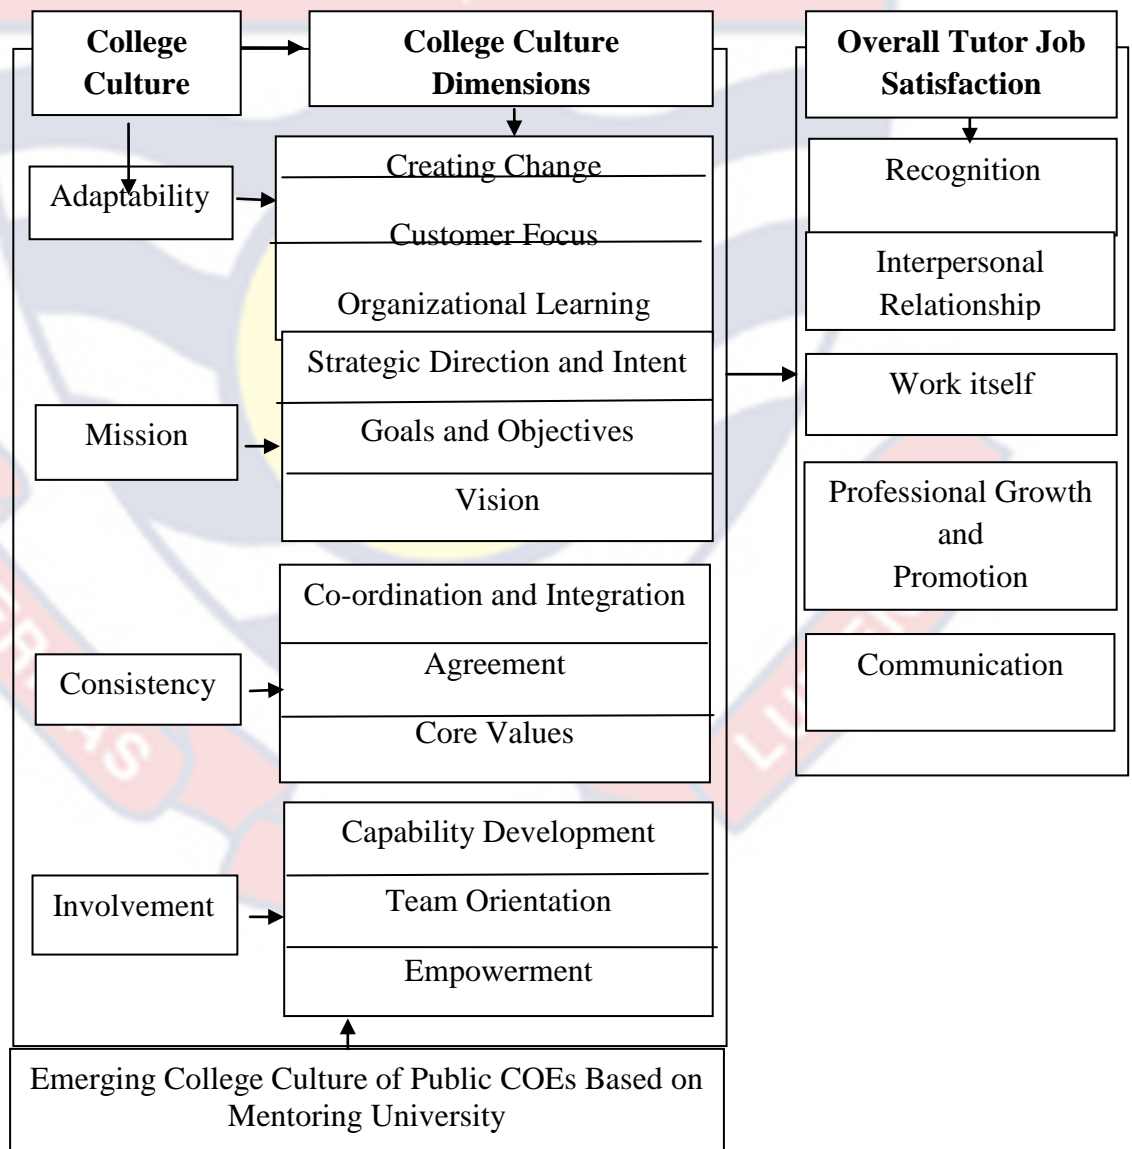 College
Culture
College Culture
Dimensions
Overall Tutor Job
Satisfaction
Adaptability
Creating Change
Customer Focus
Organizational Learning
Mission
Strategic Direction and Intent
Goals and Objectives
Vision
Consistency
Co-ordination and Integration
Agreement
Core Values
Involvement
Capability Development
Team Orientation
Empowerment
Recognition
Interpersonal
Relationship
Work itself
Professional Growth
and
Promotion
Communication
Emerging College Culture of Public COEs Based on
Mentoring University